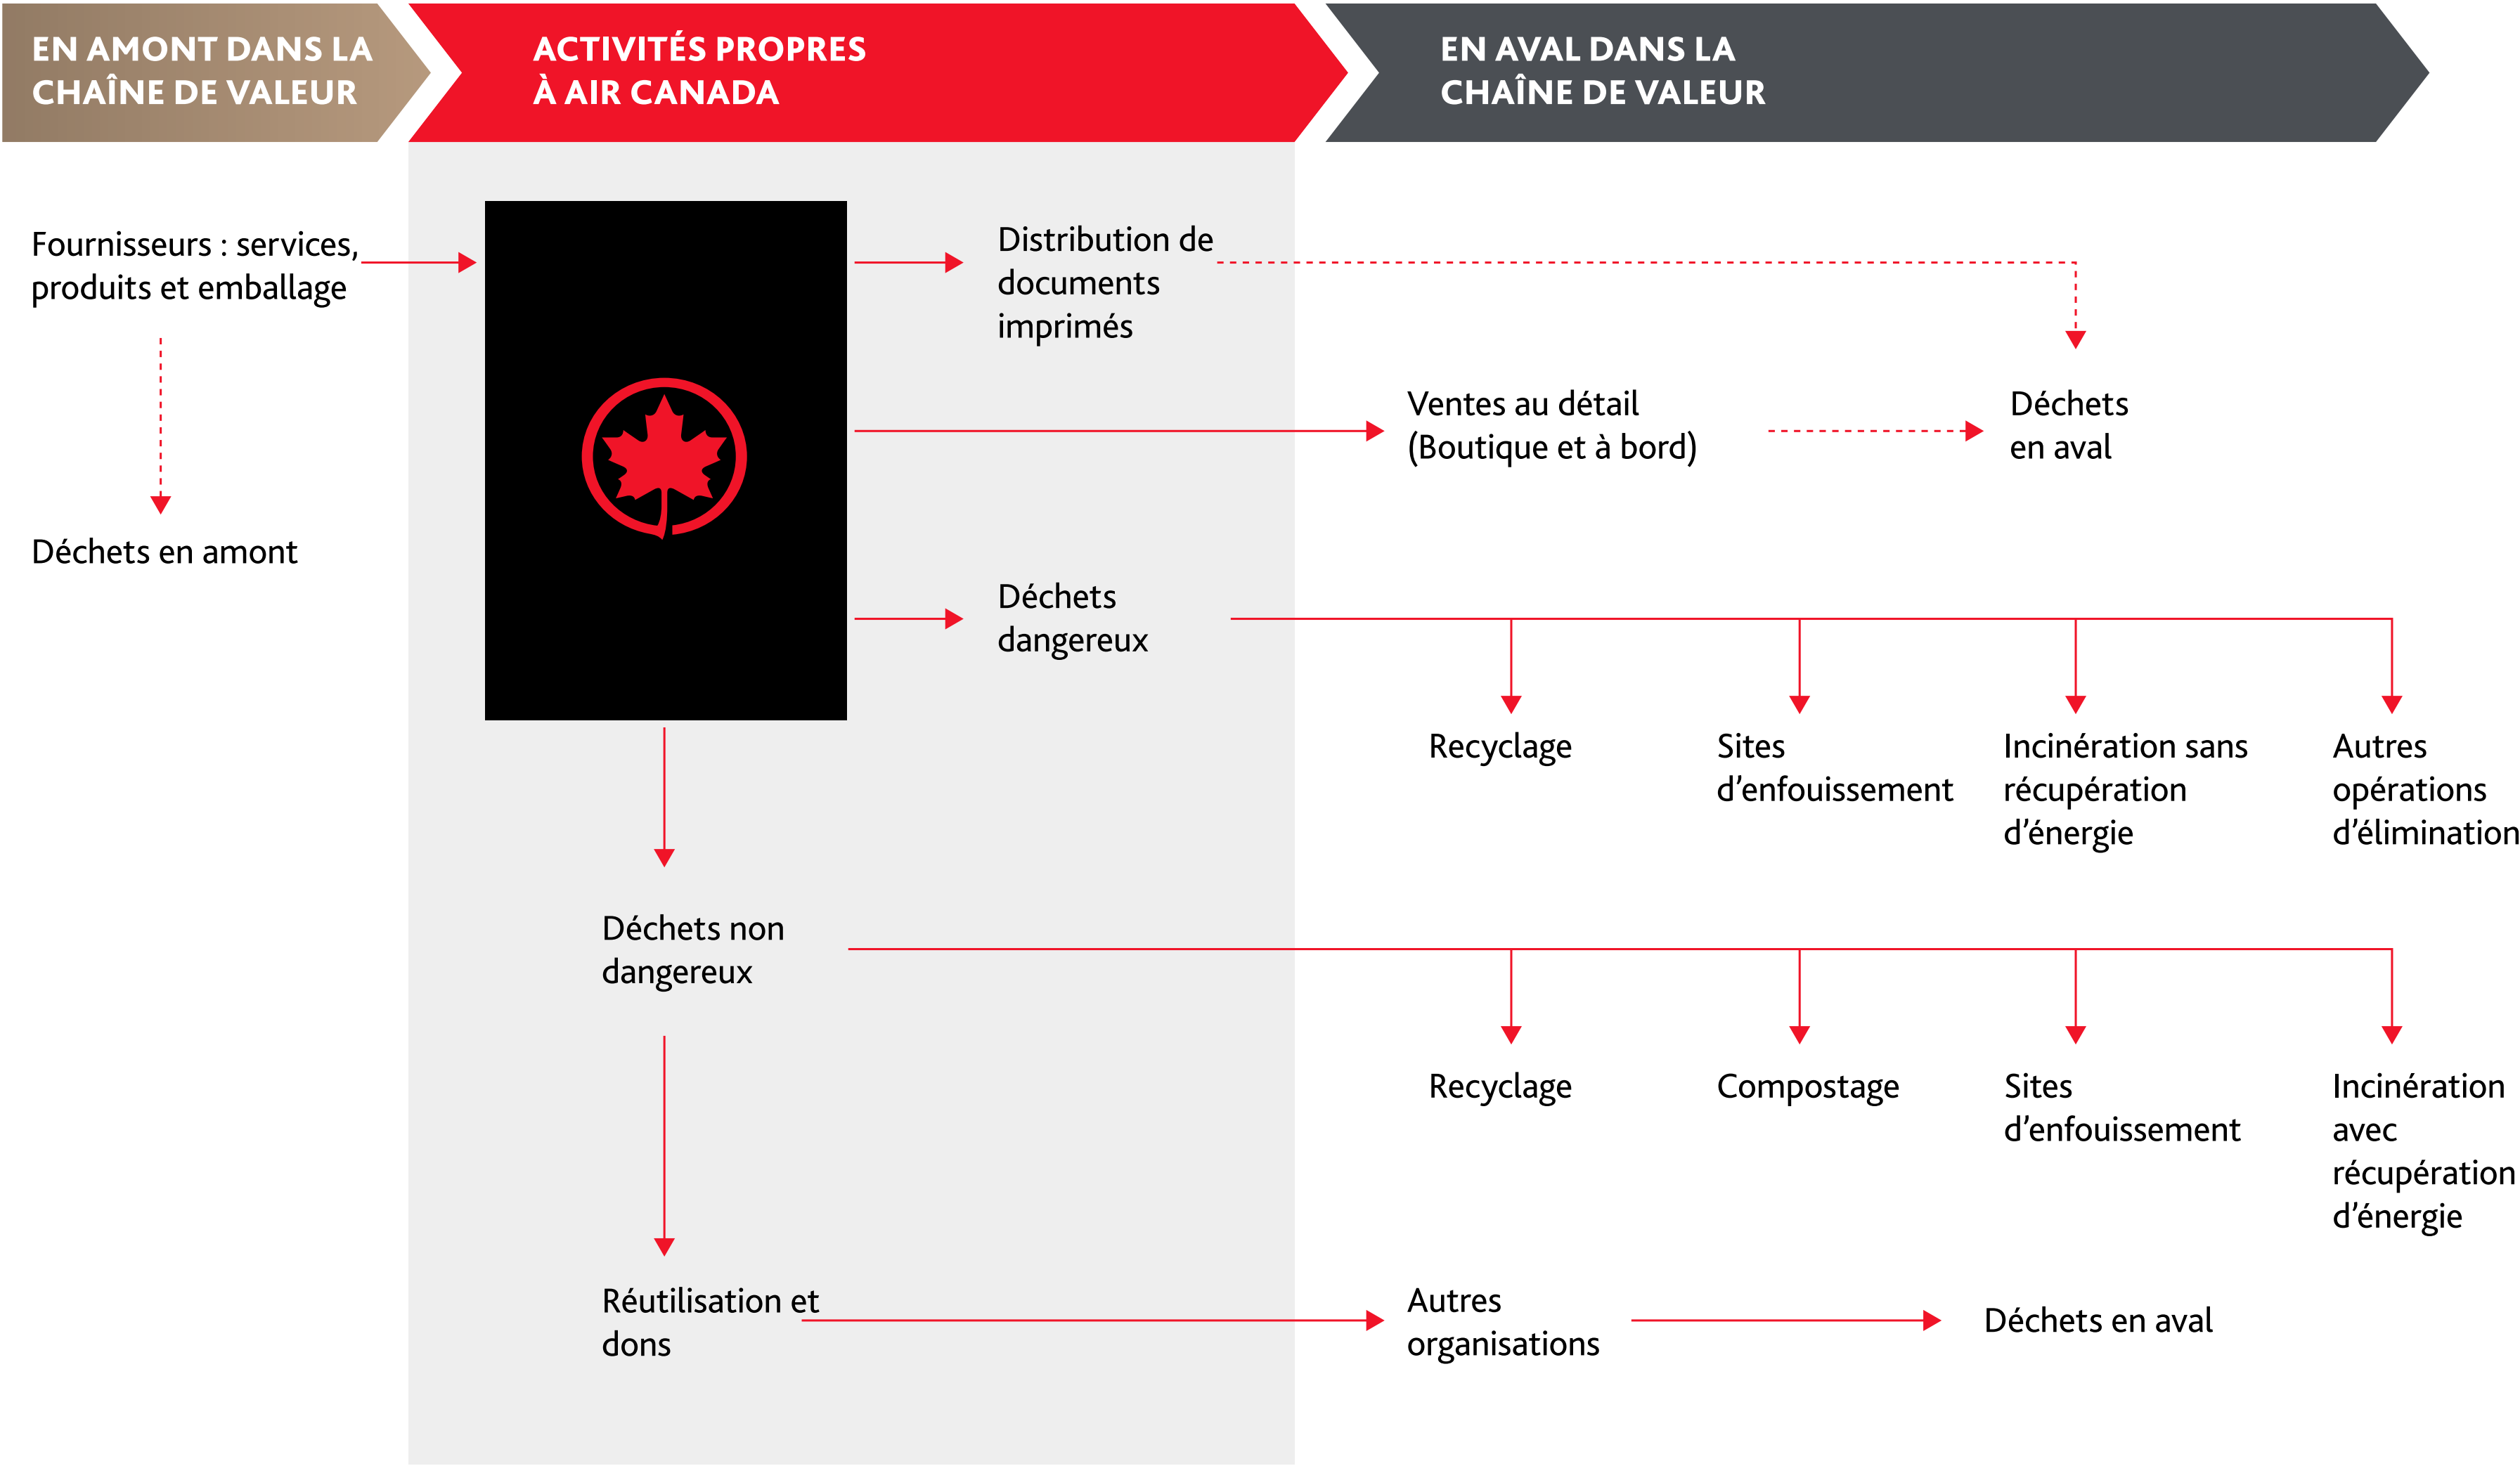 EN AMONT DANS LA
CHAÎNE DE VALEUR
ACTIVITÉS PROPRES
À AIR CANADA
EN AVAL DANS LA
CHAÎNE DE VALEUR
Fournisseurs : services,
produits et emballage
Déchets en amont
Distribution de
documents
imprimés
Ventes au détail
(Boutique et à bord)
Déchets
en aval
Déchets
dangereux
Recyclage
Sites
d’enfouissement
Incinération sans
récupération
d’énergie
Autres
opérations
d’élimination
Déchets non
dangereux
Recyclage
Compostage
Sites
d’enfouissement
Incinération
avec
récupération
d’énergie
Réutilisation et
dons
Autres
organisations
Déchets en aval